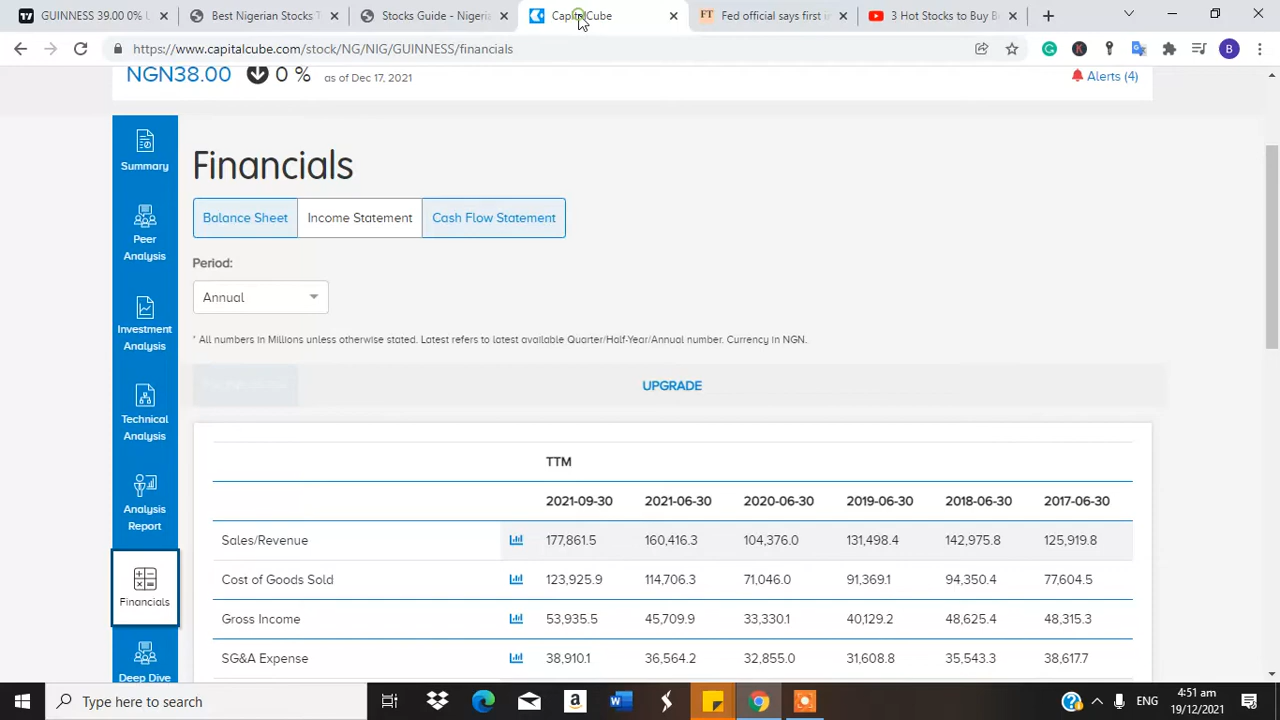 GUINNESS 39.00 0%
Best Nigerian Stocks T
Stocks Guide - Nigeria
CapitalCube
FT Fed official says first in
3 Hot Stocks to Buy B
https://www.capitalcube.com/stock/NG/NIG/GUINNESS/financials
B
NGN38.00 0 % as of Dec 17, 2021
Alerts (4)
Summary
Peer Analysis
Investment Analysis
Technical Analysis
Analysis Report
Financials
Deep Dive
Financials
Balance Sheet Income Statement Cash Flow Statement
Period:
Annual
* All numbers in Millions unless otherwise stated. Latest refers to latest available Quarter/Half-Year/Annual number. Currency in NGN.
UPGRADE
TTM
2021-09-30 2021-06-30 2020-06-30 2019-06-30 2018-06-30 2017-06-30
Sales/Revenue 177,861.5 160,416.3 104,376.0 131,498.4 142,975.8 125,919.8
Cost of Goods Sold 123,925.9 114,706.3 71,046.0 91,369.1 94,350.4 77,604.5
Gross Income 53,935.5 45,709.9 33,330.1 40,129.2 48,625.4 48,315.3
SG&A Expense 38,910.1 36,564.2 32,855.0 31,608.8 35,543.3 38,617.7
Type here to search
ENG
4:51 am
19/12/2021